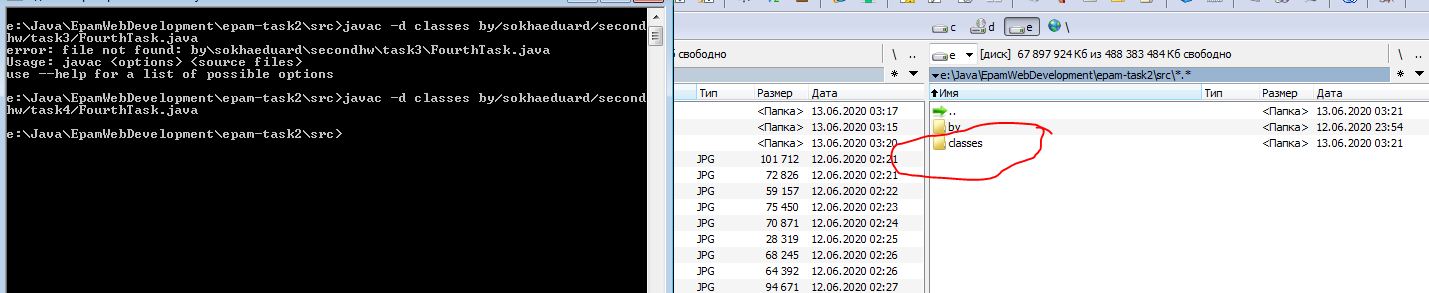 e:\Java\EpamWebDevelopment\epam-task2\src>javac -d classes by/sokhaeduard/second
hw/task3/FourthTask.java
error: file not found: by\sokhaeduard\secondhw\task3\FourthTask.java
Usage: javac <options> <source files>
use --help for a list of possible options
e:\Java\EpamWebDevelopment\epam-task2\src>javac -d classes by/sokhaeduard/second
hw/task4/FourthTask.java
e:\Java\EpamWebDevelopment\epam-task2\src>
свободно \ ..
* ▼
Тип Размер Дата
<Папка> 13.06.2020 03:17
<Папка> 13.06.2020 03:15
<Папка> 13.06.2020 03:20
JPG 101 712 12.06.2020 02:21
JPG 72 826 12.06.2020 02:21
JPG 59 157 12.06.2020 02:22
JPG 75 450 12.06.2020 02:23
JPG 70 871 12.06.2020 02:24
JPG 28 319 12.06.2020 02:25
JPG 68 245 12.06.2020 02:26
JPG 64 392 12.06.2020 02:26
JPG 94 671 12.06.2020 02:27
c d e \
e [диск] 67 897 924 Кб из 488 383 484 Кб свободно \ ..
e:\Java\EpamWebDevelopment\epam-task2\src\*.* * ▼
Имя Тип Размер Дата
.. <Папка> 13.06.2020 03:21
by <Папка> 12.06.2020 23:54
classes <Папка> 13.06.2020 03:21